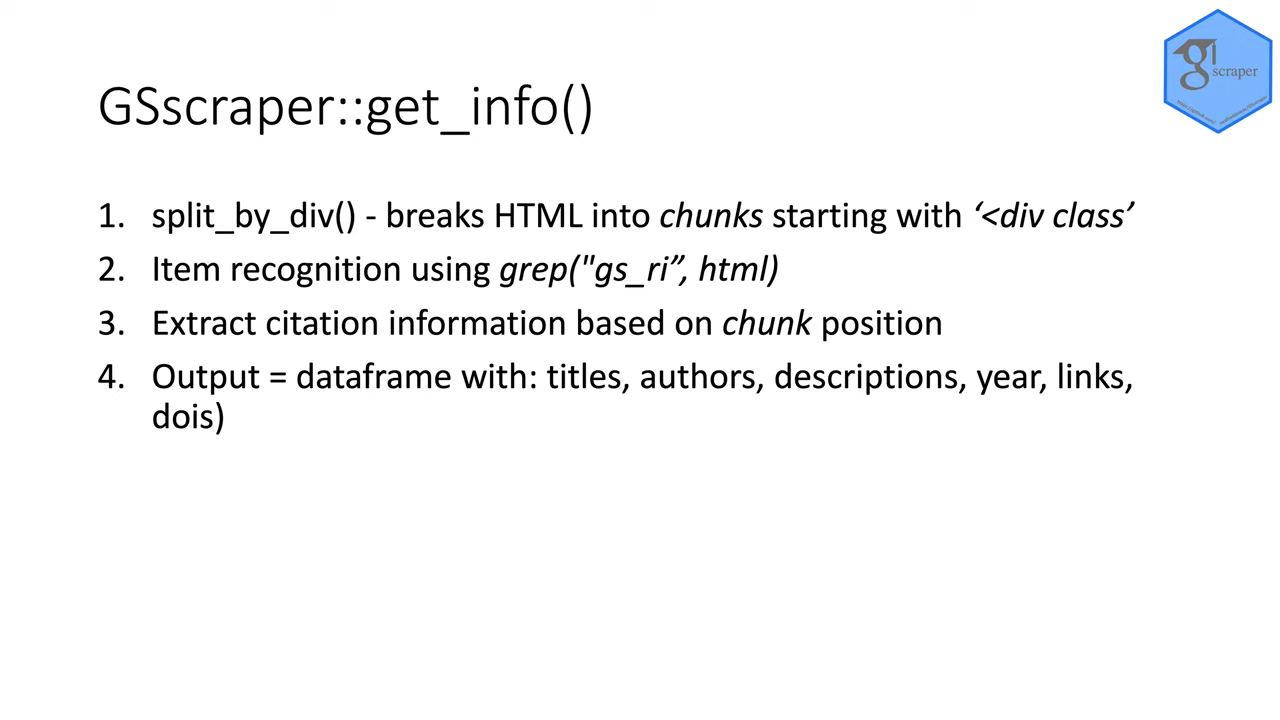 GSscraper::get_info()
1. split_by_div() - breaks HTML into chunks starting with ‘<div class’
2. Item recognition using grep("gs_ri”, html)
3. Extract citation information based on chunk position
4. Output = dataframe with: titles, authors, descriptions, year, links,
dois)
g
scraper